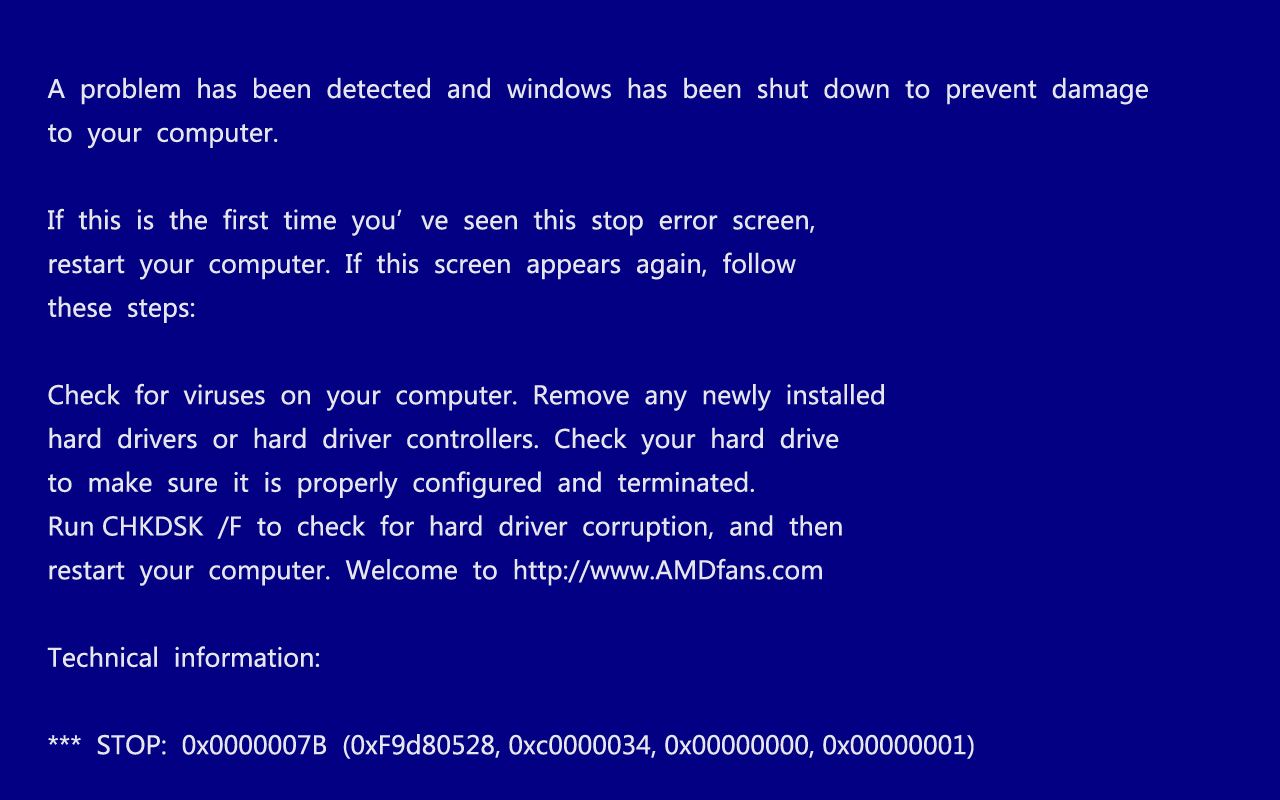 A problem has been detected and windows has been shut down to prevent damage
to your computer.
If this is the first time you’ve seen this stop error screen,
restart your computer. If this screen appears again, follow
these steps:
Check for viruses on your computer. Remove any newly installed
hard drivers or hard driver controllers. Check your hard drive
to make sure it is properly configured and terminated.
Run CHKDSK /F to check for hard driver corruption, and then
restart your computer. Welcome to http://www.AMDfans.com
Technical information:
*** STOP: 0x0000007B (0xF9d80528, 0xc0000034, 0x00000000, 0x00000001)